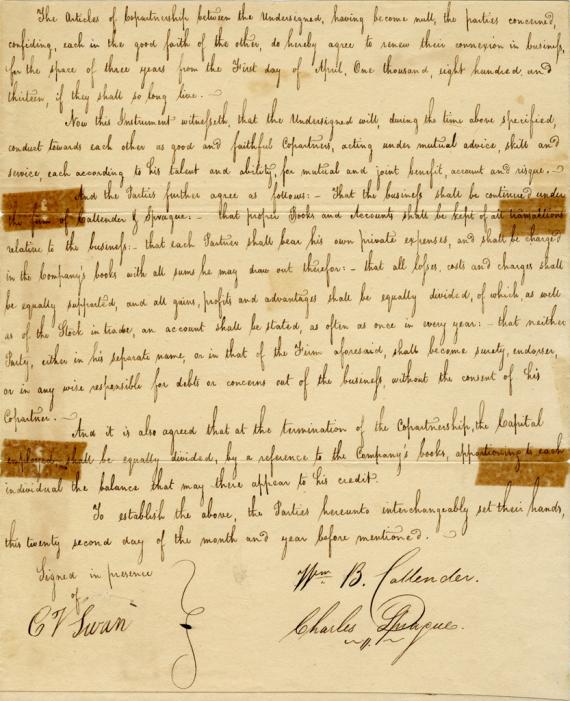 The Articles of Copartnership between the Undersigned, having become null, the parties concerned,
confiding, each in the good faith of the other, do hereby agree to renew their connexion in business,
for the space of three years from the First day of April, One thousand, eight hundred, and
thirteen, if they shall so long live.
Now this Instrument witnesseth, that the Undersigned will, during the time above specified,
conduct towards each other as good and faithful Copartners, acting under mutual advice, skill and
service, each according to his talent and ability, for mutual and joint benefit, account and risque.
And the Parties further agree as follows:- That the business shall be continued under
the firm of Callender & Sprague:- that proper Books and Accounts shall be kept of all transactions
relative to the business:- that each Partner shall bear his own private expenses, and shall be charged
in the Company's books with all sums he may draw out therefor:- that all losses, costs and charges shall
be equally supported, and all gains, profits and advantages shall be equally divided, of which, as well
as of the Stock in trade, an account shall be stated, as often as once in every year:- that neither
Party, either in his separate name, or in that of the Firm aforesaid, shall become surety, endorser,
or in any wise responsible for debts or concerns out of the business, without the consent of his
Copartner.
And it is also agreed that at the termination of the Copartnership, the Capital
employed shall be equally divided, by a reference to the Company's books, apportioning to each
individual the balance that may there appear to his credit.
To establish the above, the Parties hereunto interchangeably set their hands,
this twenty second day of the month and year before mentioned.
Signed in presence
of
C V Swan
Wm B. Callender.
Charles Sprague.